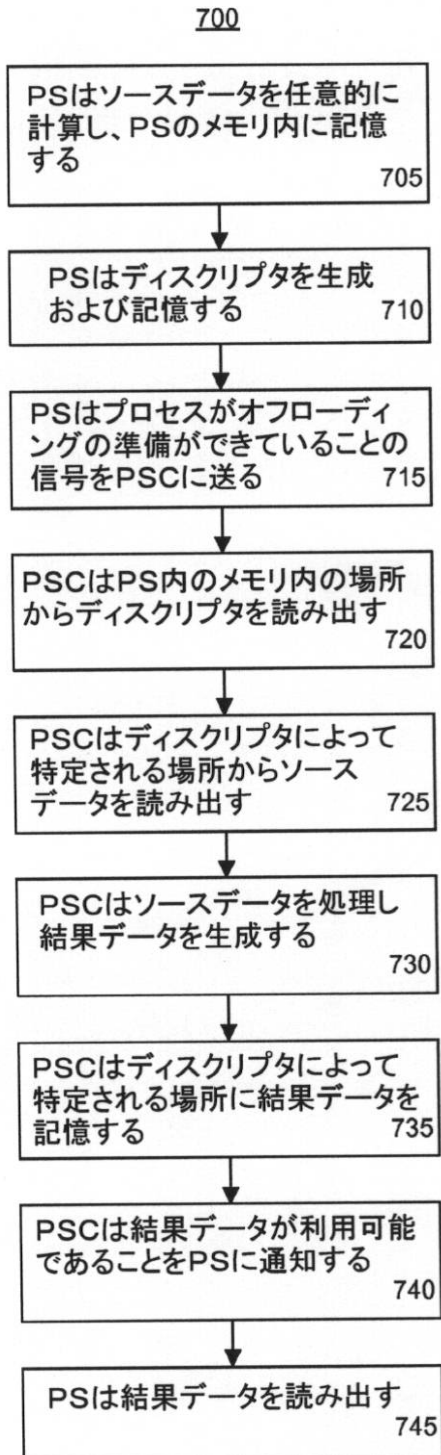 700
PSはソースデータを任意的に
計算し、PSのメモリ内に記憶
する
705
PSはディスクリプタを生成
および記憶する
710
PSはプロセスがオフローディ
ングの準備ができていることの
信号をPSCに送る
715
PSCはPS内のメモリ内の場所
からディスクリプタを読み出す
720
PSCはディスクリプタによって
特定される場所からソース
データを読み出す
725
PSCはソースデータを処理し
結果データを生成する
730
PSCはディスクリプタによって
特定される場所に結果データを
記憶する
735
PSCは結果データが利用可能
であることをPSに通知する
740
PSは結果データを読み出す
745